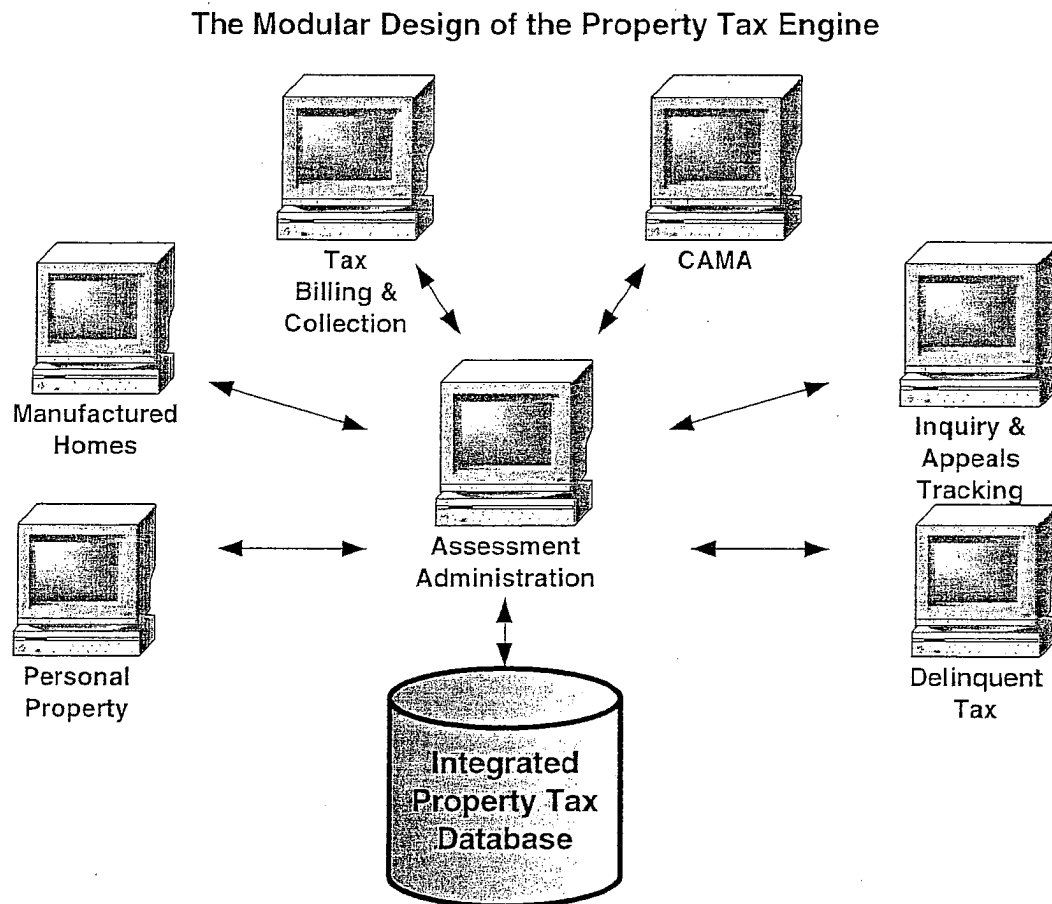 The Modular Design of the Property Tax Engine
Tax
Billing &
Collection
CAMA
Manufactured
Homes
Inquiry &
Appeals
Tracking
Assessment
Administration
Personal
Property
Delinquent
Tax
Integrated
Property Tax
Database